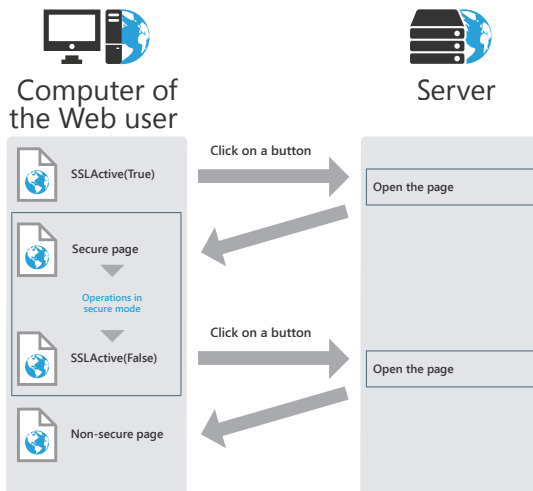 Computer of
the Web user
Server
SSLActive(True)
Click on a button
Open the page
Secure page
Operations in
secure mode
SSLActive(False)
Click on a button
Open the page
Non-secure page